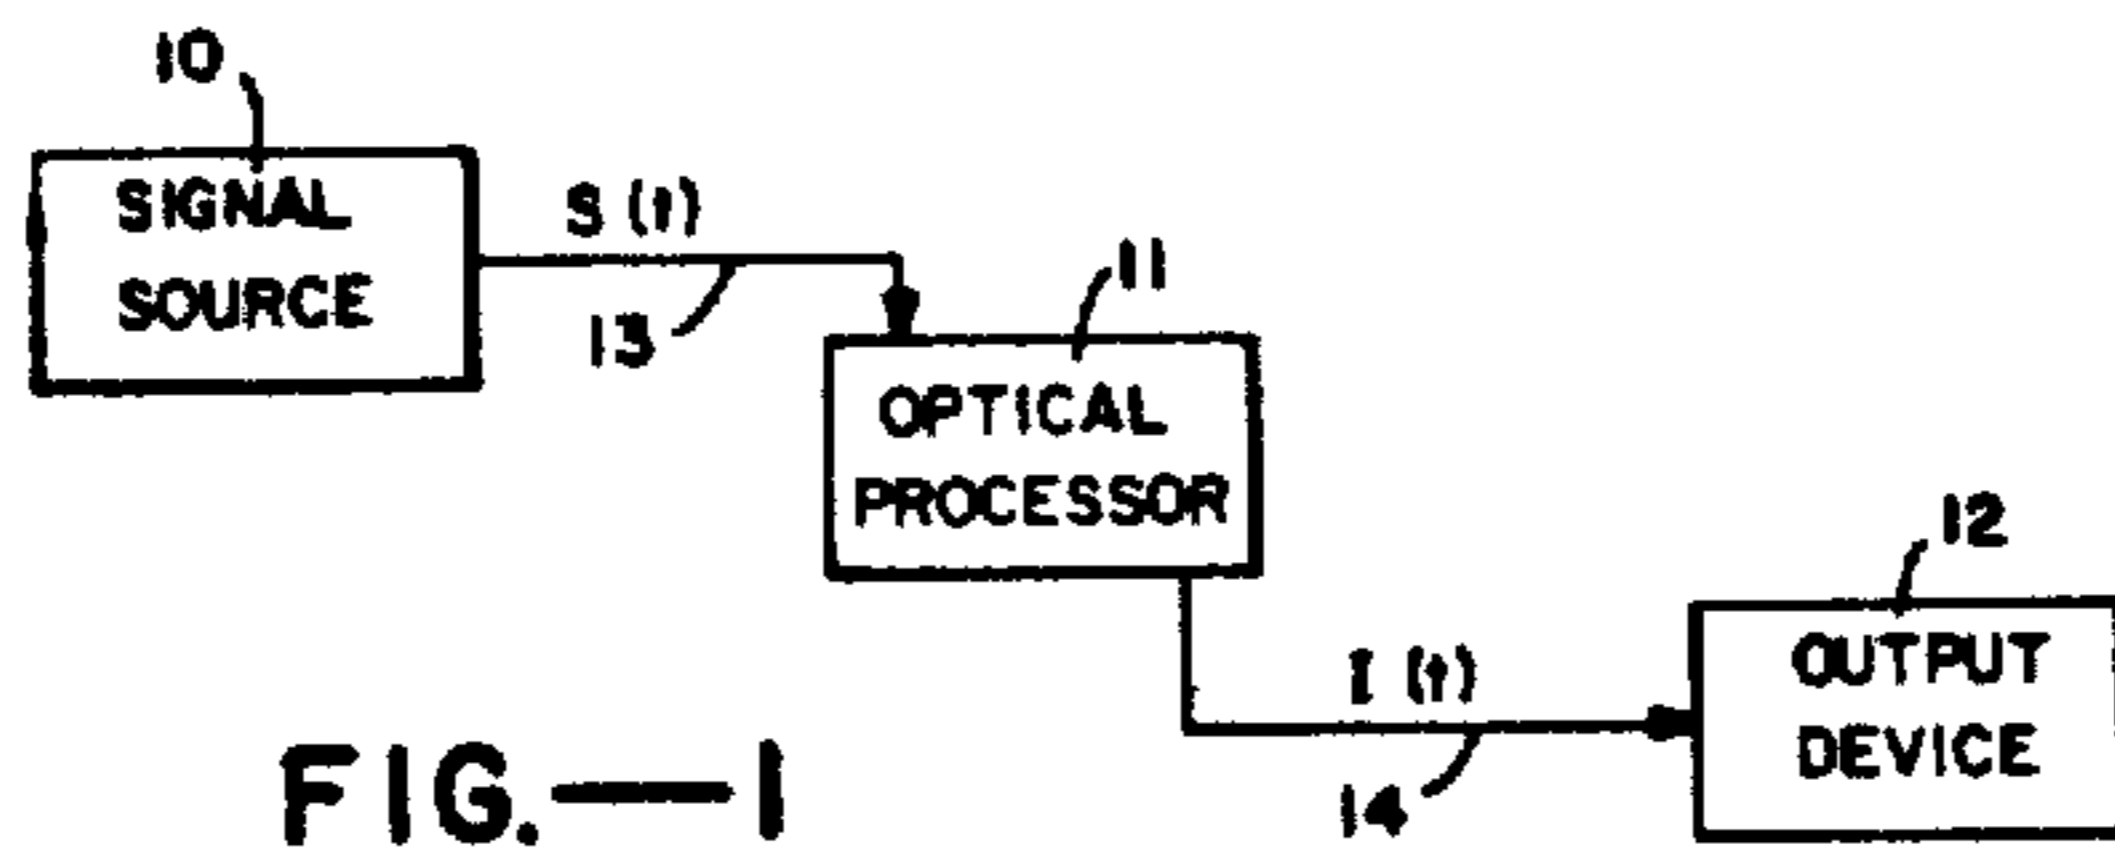 10
SIGNAL
SOURCE
S (t)
13
11
OPTICAL
PROCESSOR
12
OUTPUT
DEVICE
I (t)
14
FIG.—1